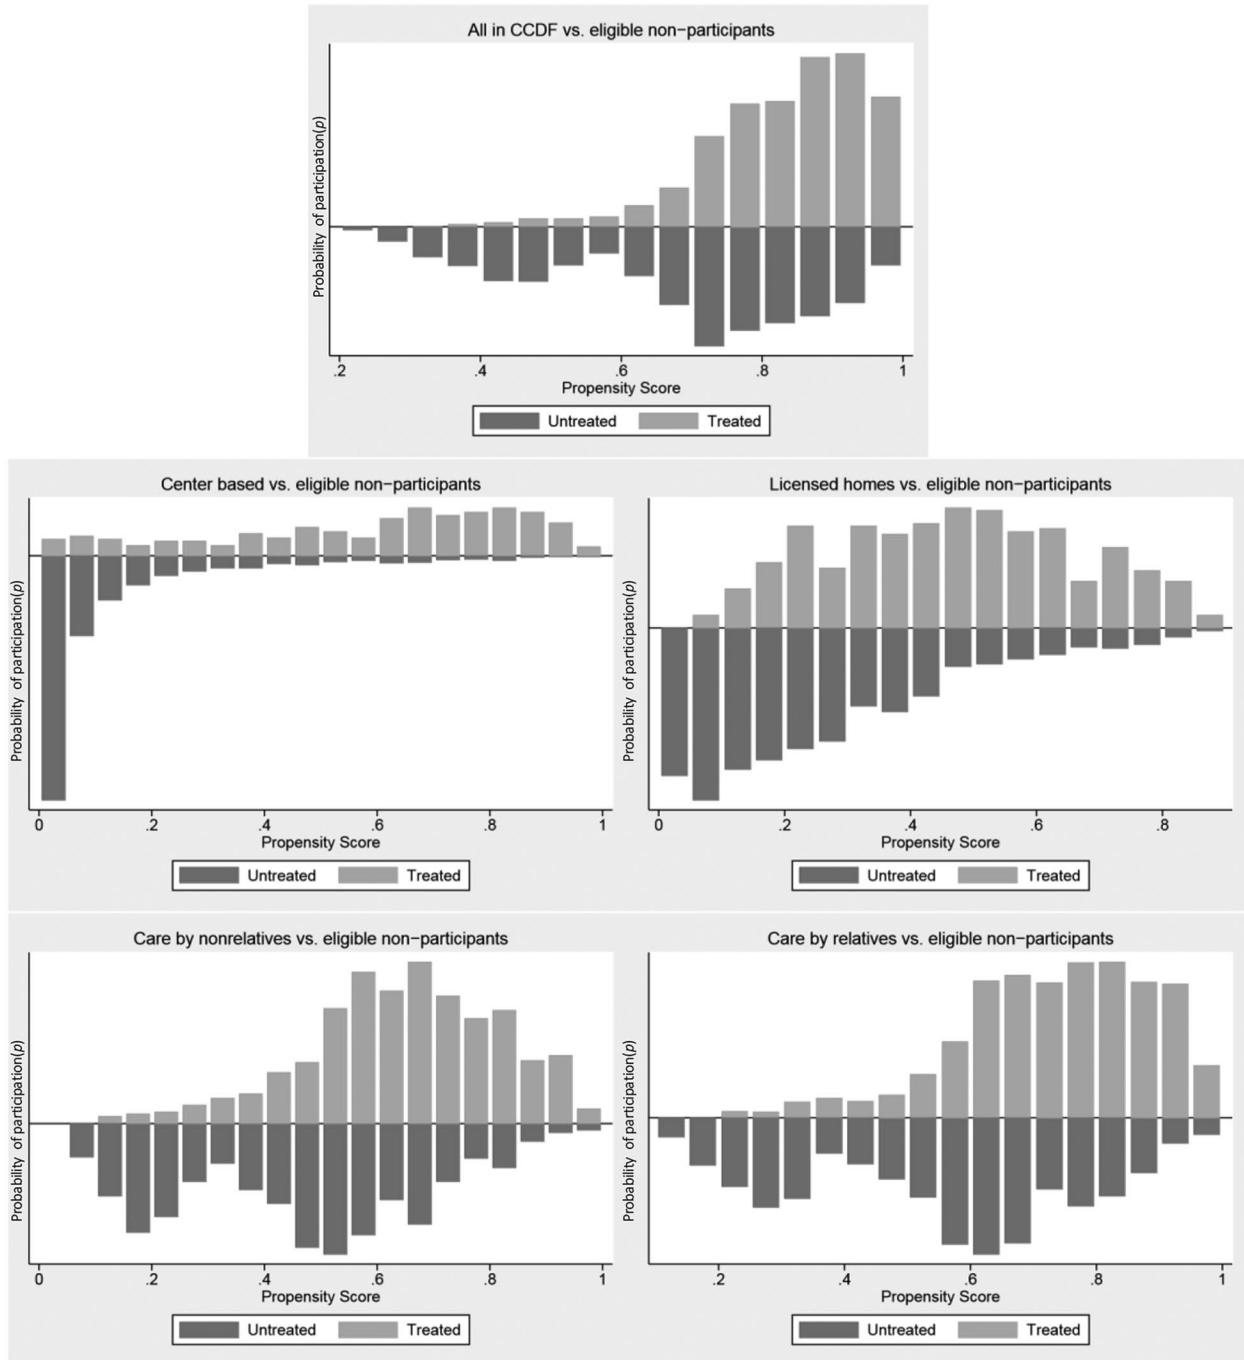 All in CCDF vs. eligible non−participants
Probability of participation(p)
.2 .4 .6 .8 1
Propensity Score
Untreated Treated
Center based vs. eligible non−participants
Probability of participation(p)
0 .2 .4 .6 .8 1
Propensity Score
Untreated Treated
Licensed homes vs. eligible non−participants
Probability of participation(p)
0 .2 .4 .6 .8
Propensity Score
Untreated Treated
Care by nonrelatives vs. eligible non−participants
Probability of participation(p)
0 .2 .4 .6 .8 1
Propensity Score
Untreated Treated
Care by relatives vs. eligible non−participants
Probability of participation(p)
.2 .4 .6 .8 1
Propensity Score
Untreated Treated